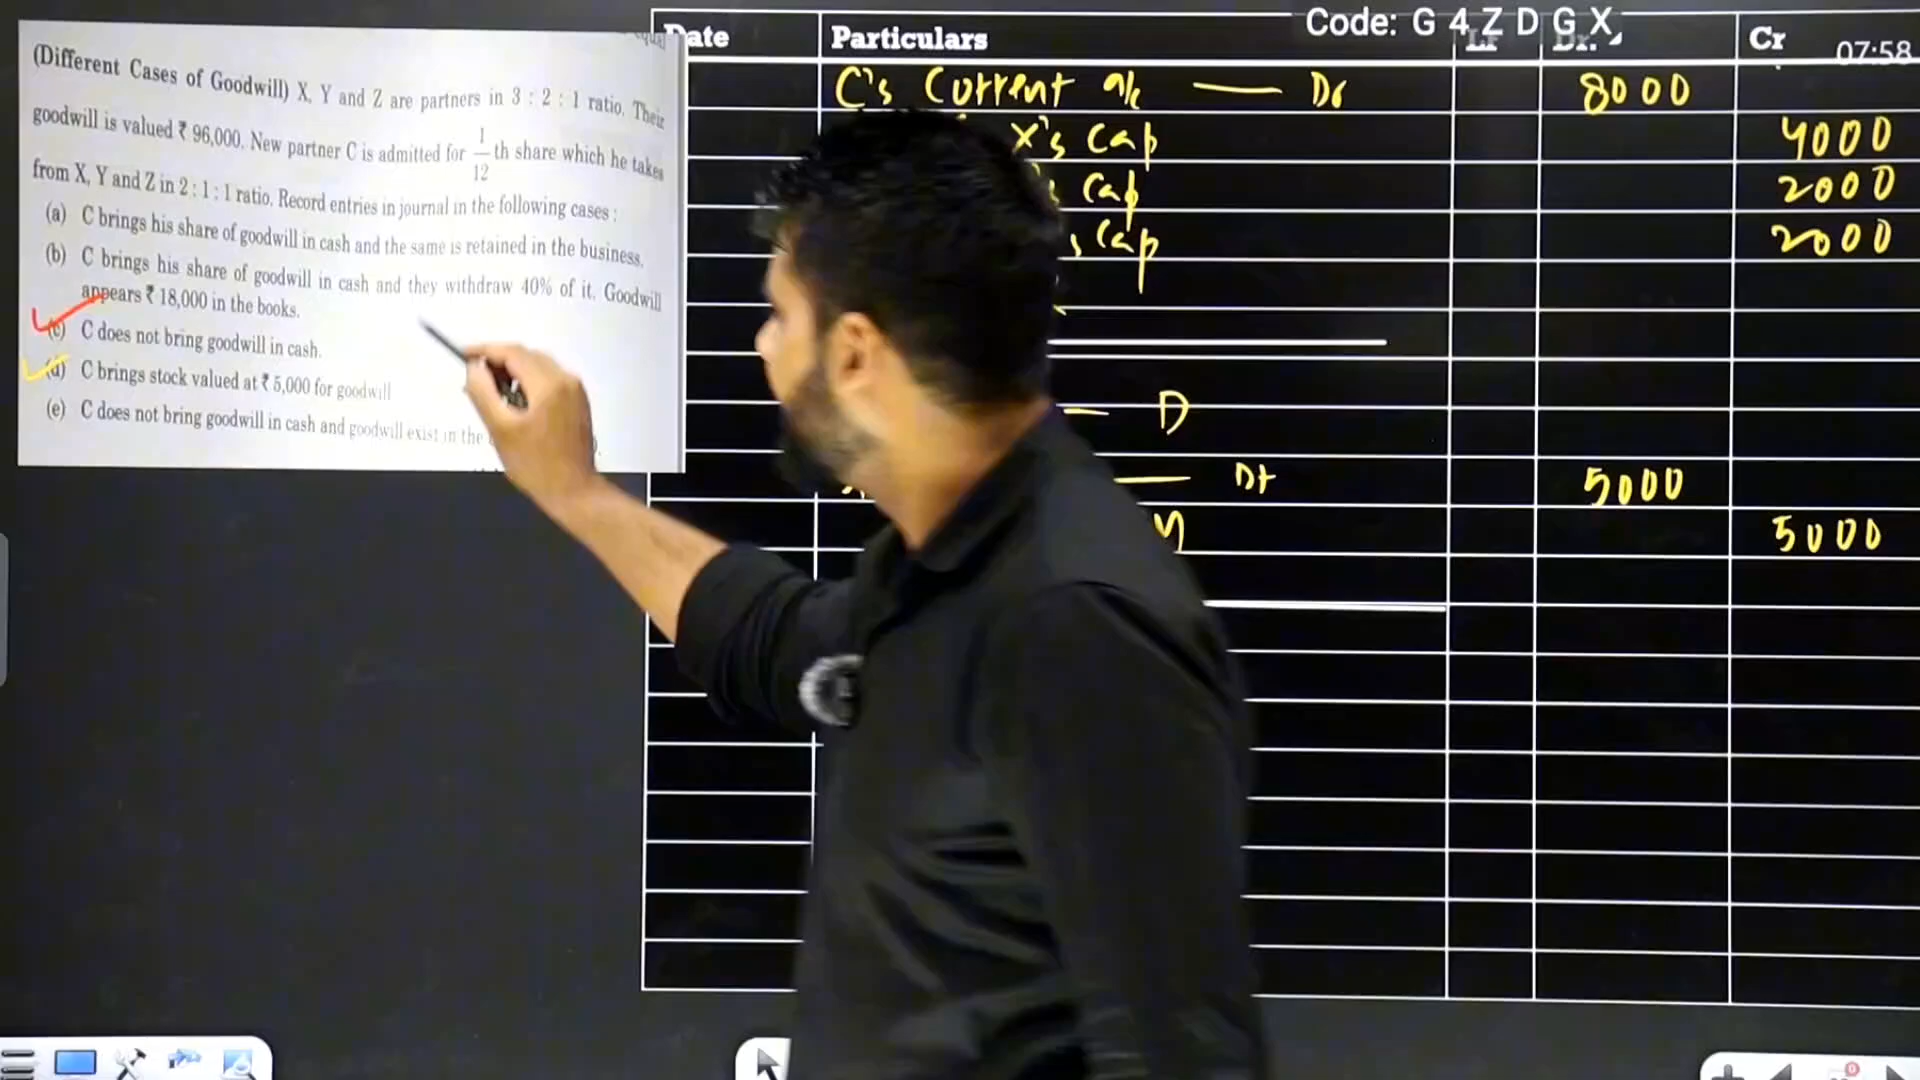 (Different Cases of Goodwill) X, Y and Z are partners in 3 : 2 : 1 ratio. Their
goodwill is valued ₹ 96,000. New partner C is admitted for 1/12 th share which he takes
from X, Y and Z in 2 : 1 : 1 ratio. Record entries in journal in the following cases :
(a) C brings his share of goodwill in cash and the same is retained in the business.
(b) C brings his share of goodwill in cash and they withdraw 40% of it. Goodwill
appears ₹ 18,000 in the books.
(c) C does not bring goodwill in cash.
(d) C brings stock valued at ₹ 5,000 for goodwill
(e) C does not bring goodwill in cash and goodwill exist in the
Code: G 4 Z D G X
07:58
Date Particulars LF Dr. Cr
C's Current a/c Dr 8000
X's Cap 4000
Cap 2000
s Cap 2000
D
Dr 5000
5000